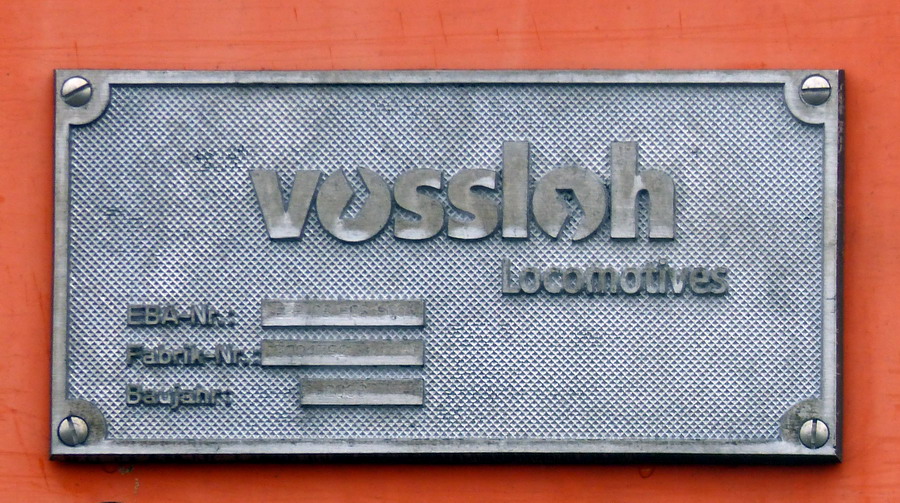 vossloh
Locomotives
EBA-Nr.:
Fabrik-Nr.:
Baujahr: